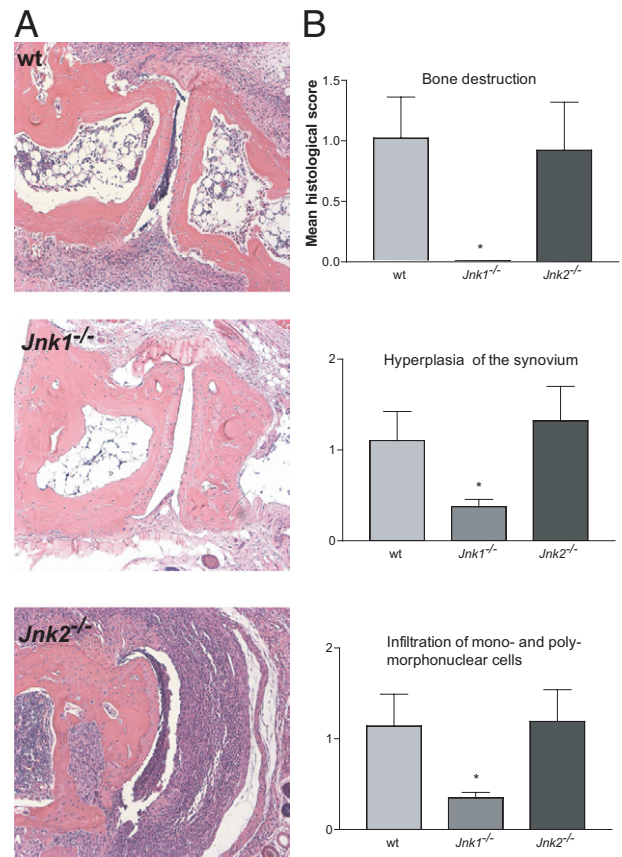 A
wt
Jnk1-/-
Jnk2-/-
B
Bone destruction
Mean histological score
1.5
1.0
0.5
0.0
*
wt Jnk1-/- Jnk2-/-
Hyperplasia of the synovium
2
1
0
*
wt Jnk1-/- Jnk2-/-
Infiltration of mono- and poly-
morphonuclear cells
2
1
0
*
wt Jnk1-/- Jnk2-/-